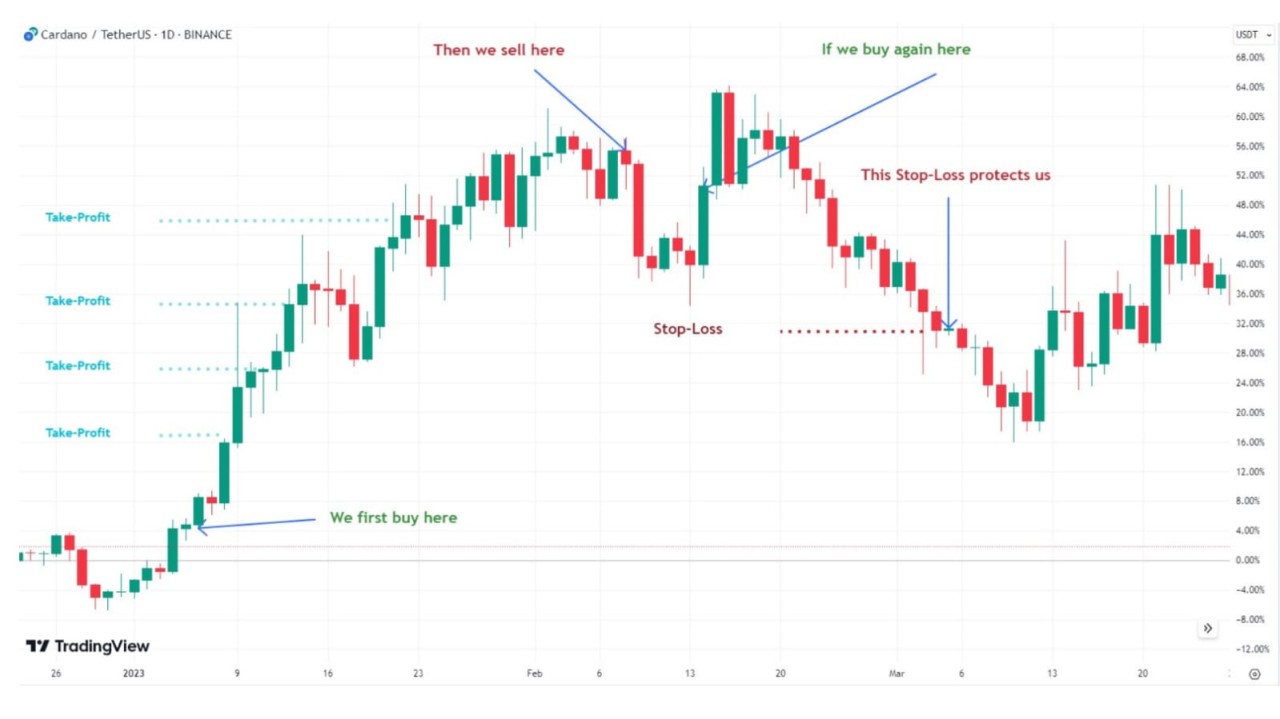 Cardano / TetherUS · 1D · BINANCE
USDT
Then we sell here
If we buy again here
68.00%
64.00%
60.00%
56.00%
This Stop-Loss protects us
52.00%
48.00%
Take-Profit
44.00%
40.00%
Take-Profit
36.00%
Stop-Loss
32.00%
28.00%
Take-Profit
24.00%
20.00%
Take-Profit
16.00%
12.00%
8.00%
We first buy here
4.00%
0.00%
-4.00%
-8.00%
TradingView
-12.00%
26 2023 9 16 23 Feb 6 13 20 Mar 6 13 20